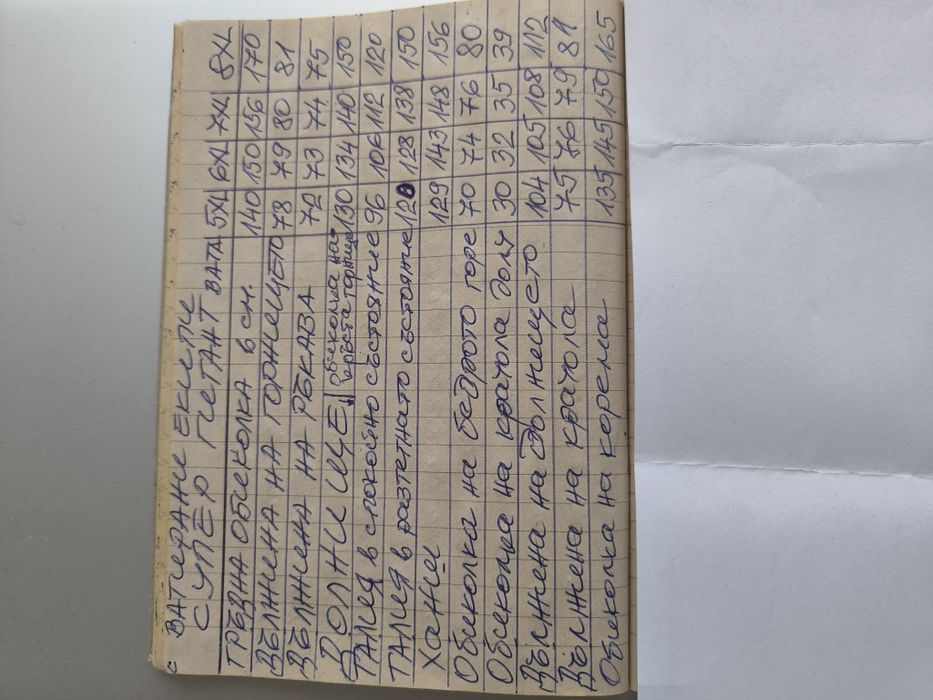 ВАТИРАНИ ЕКИПИ
СУПЕР ГИГАНТ ВАТА 5XL 6XL 7XL 8XL
ГРЪДНА ОБИКОЛКА в см. 140 150 156 170
ДЪЛЖИНА НА ГОРНИЩЕТО 78 79 80 81
ДЪЛЖИНА НА РЪКАВА 72 73 74 75
ДОЛНИЩЕ Обиколка на кръста горнище 130 134 140 150
ТАЛИЯ в спокойно състояние 96 106 112 120
ТАЛИЯ в разтегнато състояние 120 128 138 150
Ханш 129 143 148 156
Обиколка на бедрото горе 70 74 76 80
Обиколка на крачола долу 30 32 35 39
Дължина на Долнището 104 105 108 112
Дължина на крачола 75 76 79 81
Обиколка на корема 135 145 150 165